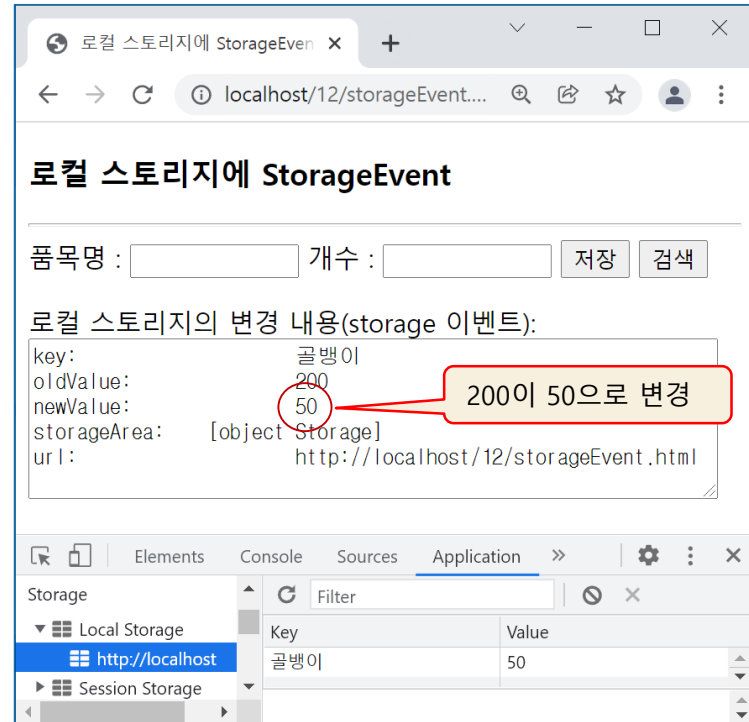 로컬 스토리지에 StorageEven
localhost/12/storageEvent....
로컬 스토리지에 StorageEvent
품목명 : 개수 : 저장 검색
로컬 스토리지의 변경 내용(storage 이벤트):
key: 골뱅이
oldValue: 200
newValue: 50
200이 50으로 변경
storageArea: [object Storage]
url: http://localhost/12/storageEvent.html
Elements Console Sources Application »
Storage Filter
Local Storage Key Value
http://localhost 골뱅이 50
Session Storage